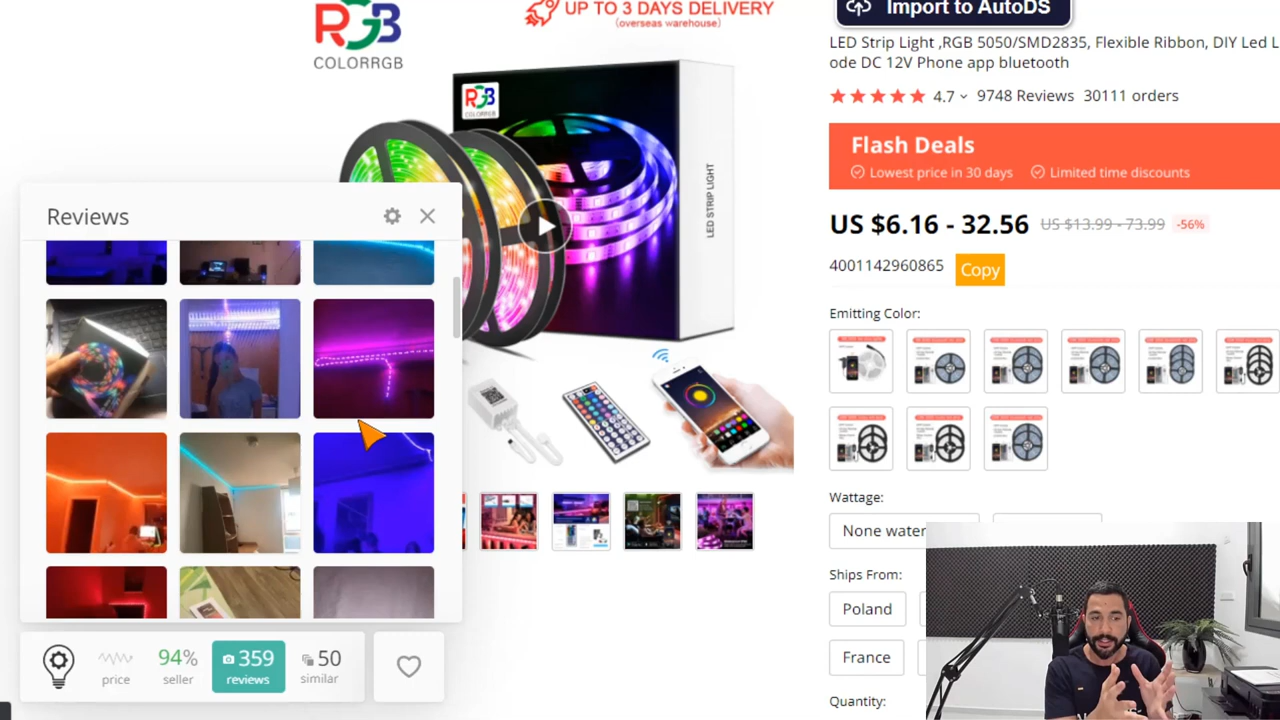 RGB
COLORRGB
UP TO 3 DAYS DELIVERY
(overseas warehouse)
RGB
COLORRGB
LED STRIP LIGHT
Import to AutoDS
LED Strip Light ,RGB 5050/SMD2835, Flexible Ribbon, DIY Led L
ode DC 12V Phone app bluetooth
4.7 9748 Reviews 30111 orders
Flash Deals
Lowest price in 30 days Limited time discounts
US $6.16 - 32.56 US $13.99 - 73.99 -56%
4001142960865 Copy
Emitting Color:
Wattage:
None water
Ships From:
Poland
France
Quantity:
Reviews
price
94%
seller
359
reviews
50
similar